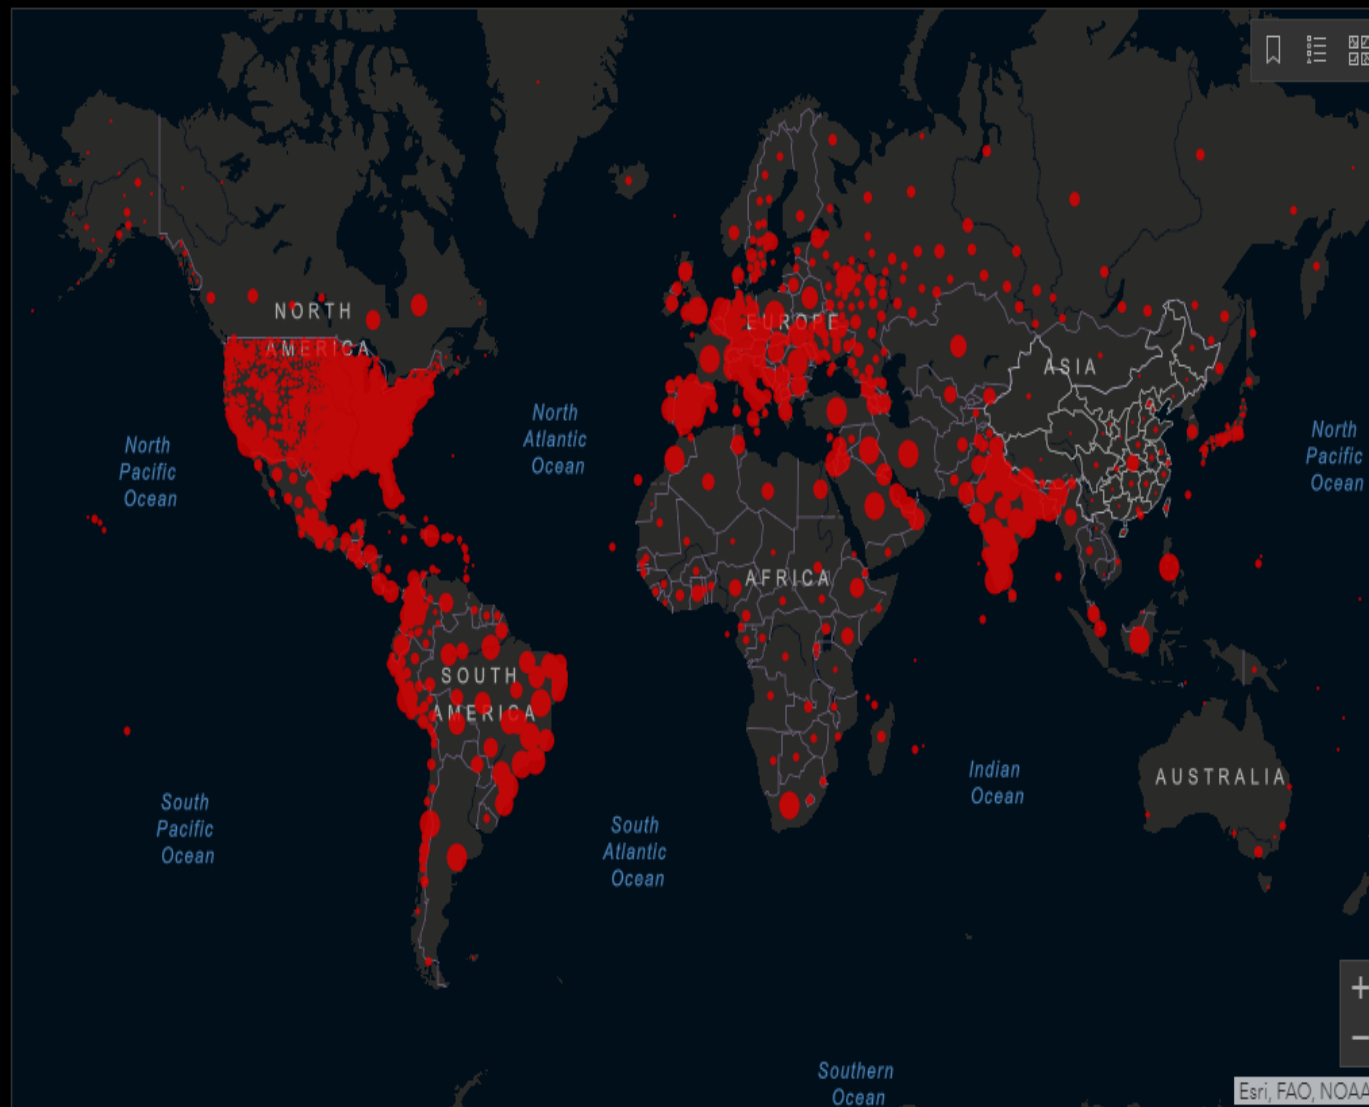 NORTH
AMERICA
EUROPE
ASIA
North
Pacific
Ocean
North
Atlantic
Ocean
North
Pacific
Ocean
AFRICA
SOUTH
AMERICA
Indian
Ocean
AUSTRALIA
South
Pacific
Ocean
South
Atlantic
Ocean
Southern
Ocean
+
−
Esri, FAO, NOAA